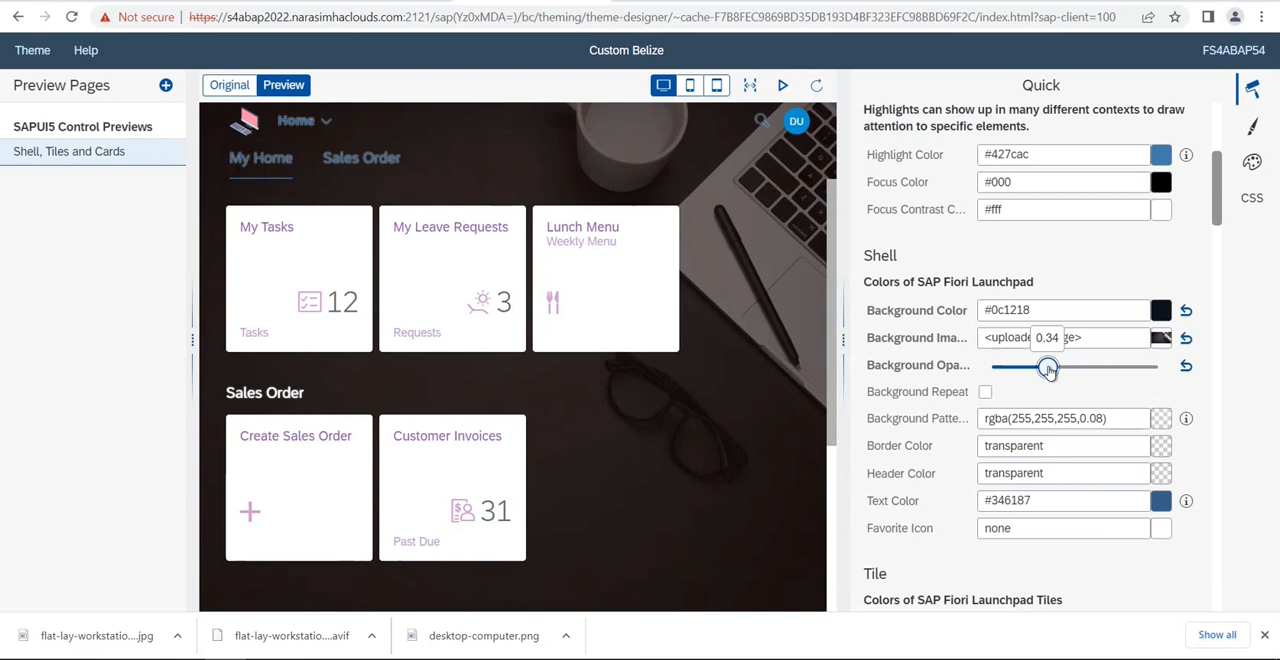 Not secure https://s4abap2022.narasimhaclouds.com:2121/sap(Yz0xMDA=)/bc/theming/theme-designer/~cache-F7B8FEC9869BD35DB193D4BF323EFC98BBD69F2C/index.html?sap-client=100
Theme Help Custom Belize FS4ABAP54
Preview Pages
Original Preview
Quick
SAPUI5 Control Previews
Shell, Tiles and Cards
Home
DU
My Home Sales Order
My Tasks
12
Tasks
My Leave Requests
3
Requests
Lunch Menu
Weekly Menu
Sales Order
Create Sales Order
Customer Invoices
31
Past Due
Highlights can show up in many different contexts to draw
attention to specific elements.
Highlight Color #427cac
Focus Color #000
Focus Contrast C... #fff
Shell
Colors of SAP Fiori Launchpad
Background Color #0c1218
Background Ima... <uploade 0.34 ge>
Background Opa...
Background Repeat
Background Patte... rgba(255,255,255,0.08)
Border Color transparent
Header Color transparent
Text Color #346187
Favorite Icon none
Tile
Colors of SAP Fiori Launchpad Tiles
CSS
flat-lay-workstatio....jpg
flat-lay-workstatio....avif
desktop-computer.png
Show all